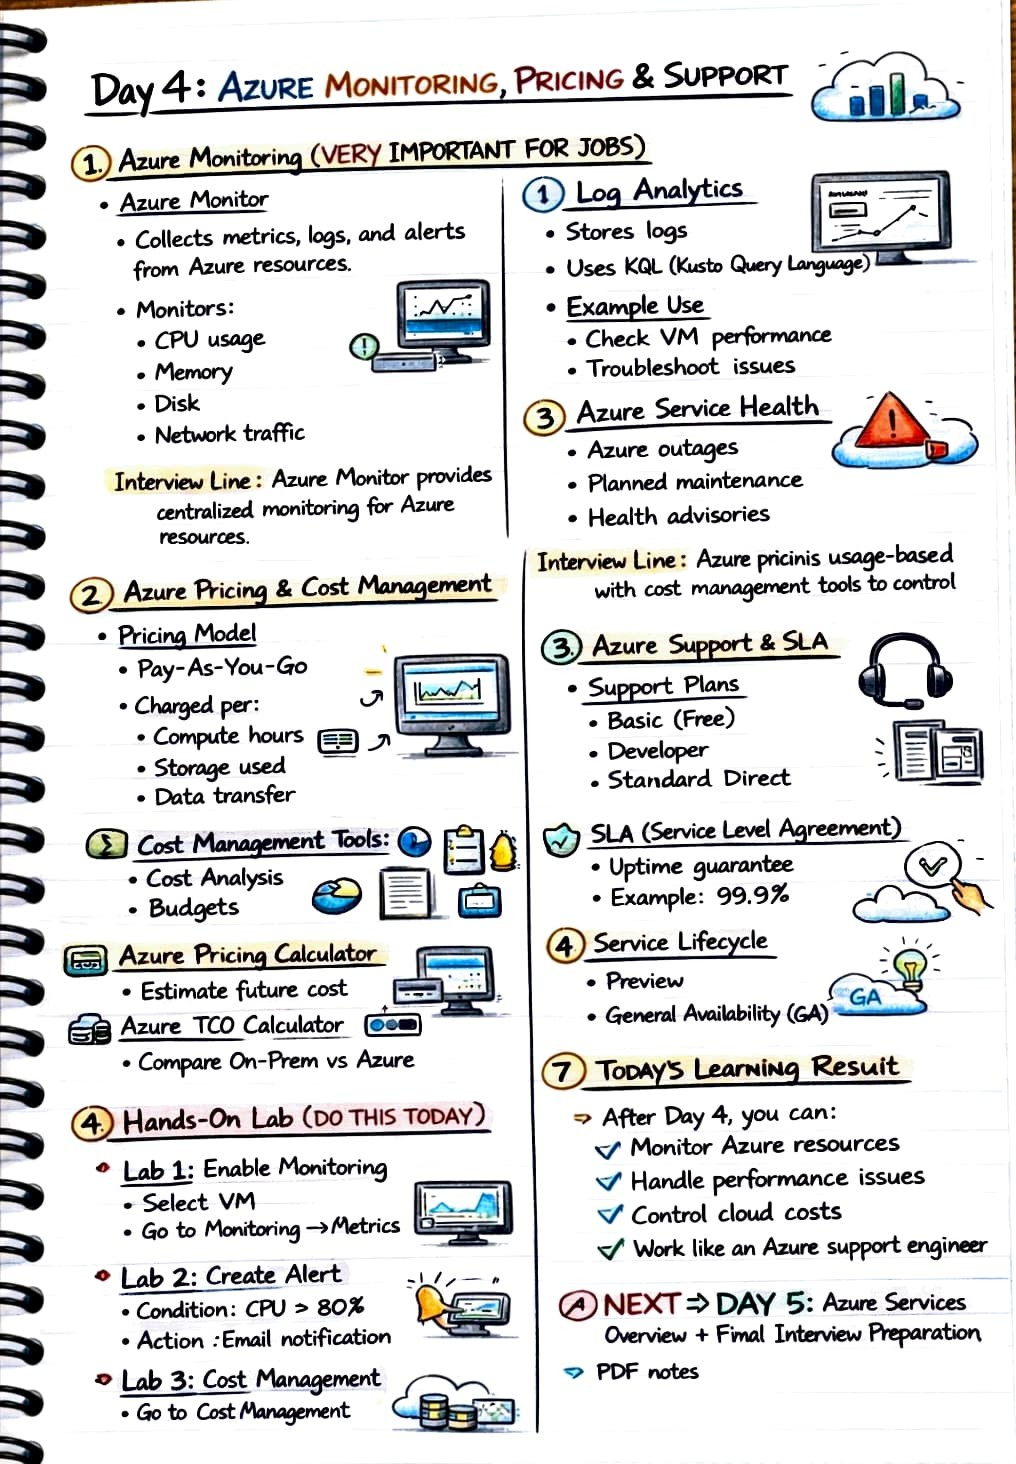 Day 4: AZURE MONITORING, PRICING & SUPPORT
1. Azure Monitoring (VERY IMPORTANT FOR JOBS)
• Azure Monitor
• Collects metrics, logs, and alerts
from Azure resources.
• Monitors:
• CPU usage
• Memory
• Disk
• Network traffic
Interview Line: Azure Monitor provides
centralized monitoring for Azure
resources.
2 Azure Pricing & Cost Management
• Pricing Model
• Pay-As-You-Go
• Charged per:
• Compute hours
• Storage used
• Data transfer
Σ Cost Management Tools:
• Cost Analysis
• Budgets
Azure Pricing Calculator
• Estimate future cost
Azure TCO Calculator
• Compare On-Prem vs Azure
4. Hands-On Lab (DO THIS TODAY)
Lab 1: Enable Monitoring
• Select VM
• Go to Monitoring → Metrics
Lab 2: Create Alert
• Condition: CPU > 80%
• Action : Email notification
Lab 3: Cost Management
• Go to Cost Management
1 Log Analytics
• Stores logs
• Uses KQL (Kusto Query Language)
• Example Use
• Check VM performance
• Troubleshoot issues
3 Azure Service Health
• Azure outages
• Planned maintenance
• Health advisories
Interview Line: Azure pricinis usage-based
with cost management tools to control
3. Azure Support & SLA
• Support Plans
• Basic (Free)
• Developer
• Standard Direct
SLA (Service Level Agreement)
• Uptime guarantee
• Example: 99.9%
4 Service Lifecycle
• Preview
• General Availability (GA)
GA
7 TODAY'S LEARNING RESUIT
⇒ After Day 4, you can:
✓ Monitor Azure resources
✓ Handle performance issues
✓ Control cloud costs
✓ Work like an Azure support engineer
A NEXT ⇒ DAY 5: Azure Services
Overview + Fimal Interview Preparation
⇒ PDF notes